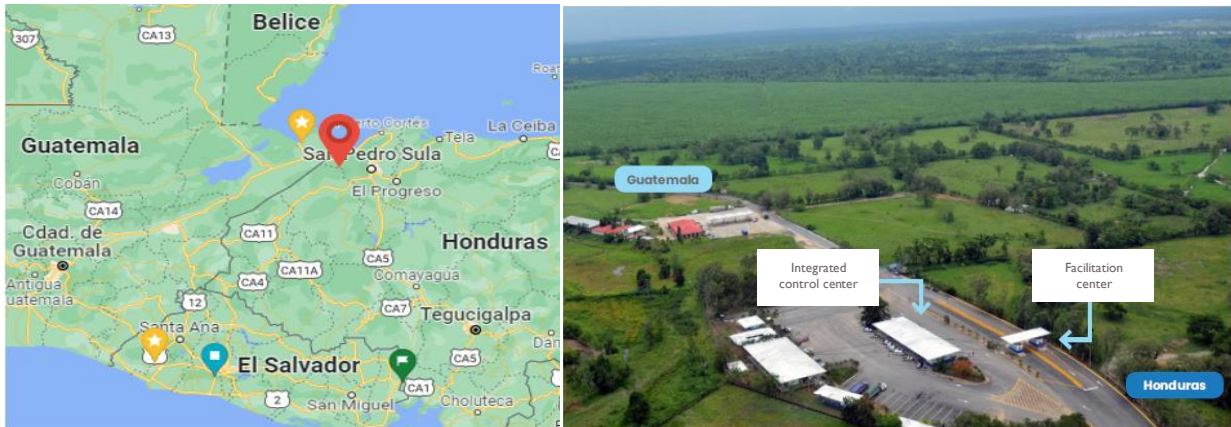 Belice
307
CA13
Roat
Puerto Cortés
Tela
La Ceiba
Guatemala
San Pedro Sula
El Progreso
Cobán
CA14
Cdad. de
Guatemala
CA11
Honduras
CA5
CA11A
Comayagua
Antigua
Guatemala
CA4
12
CA7
Tegucigalpa
Santa Ana
CA5
Dan
El Salvador
CA1
2
San Miguel
Choluteca
Guatemala
Integrated
control center
Facilitation
center
Honduras